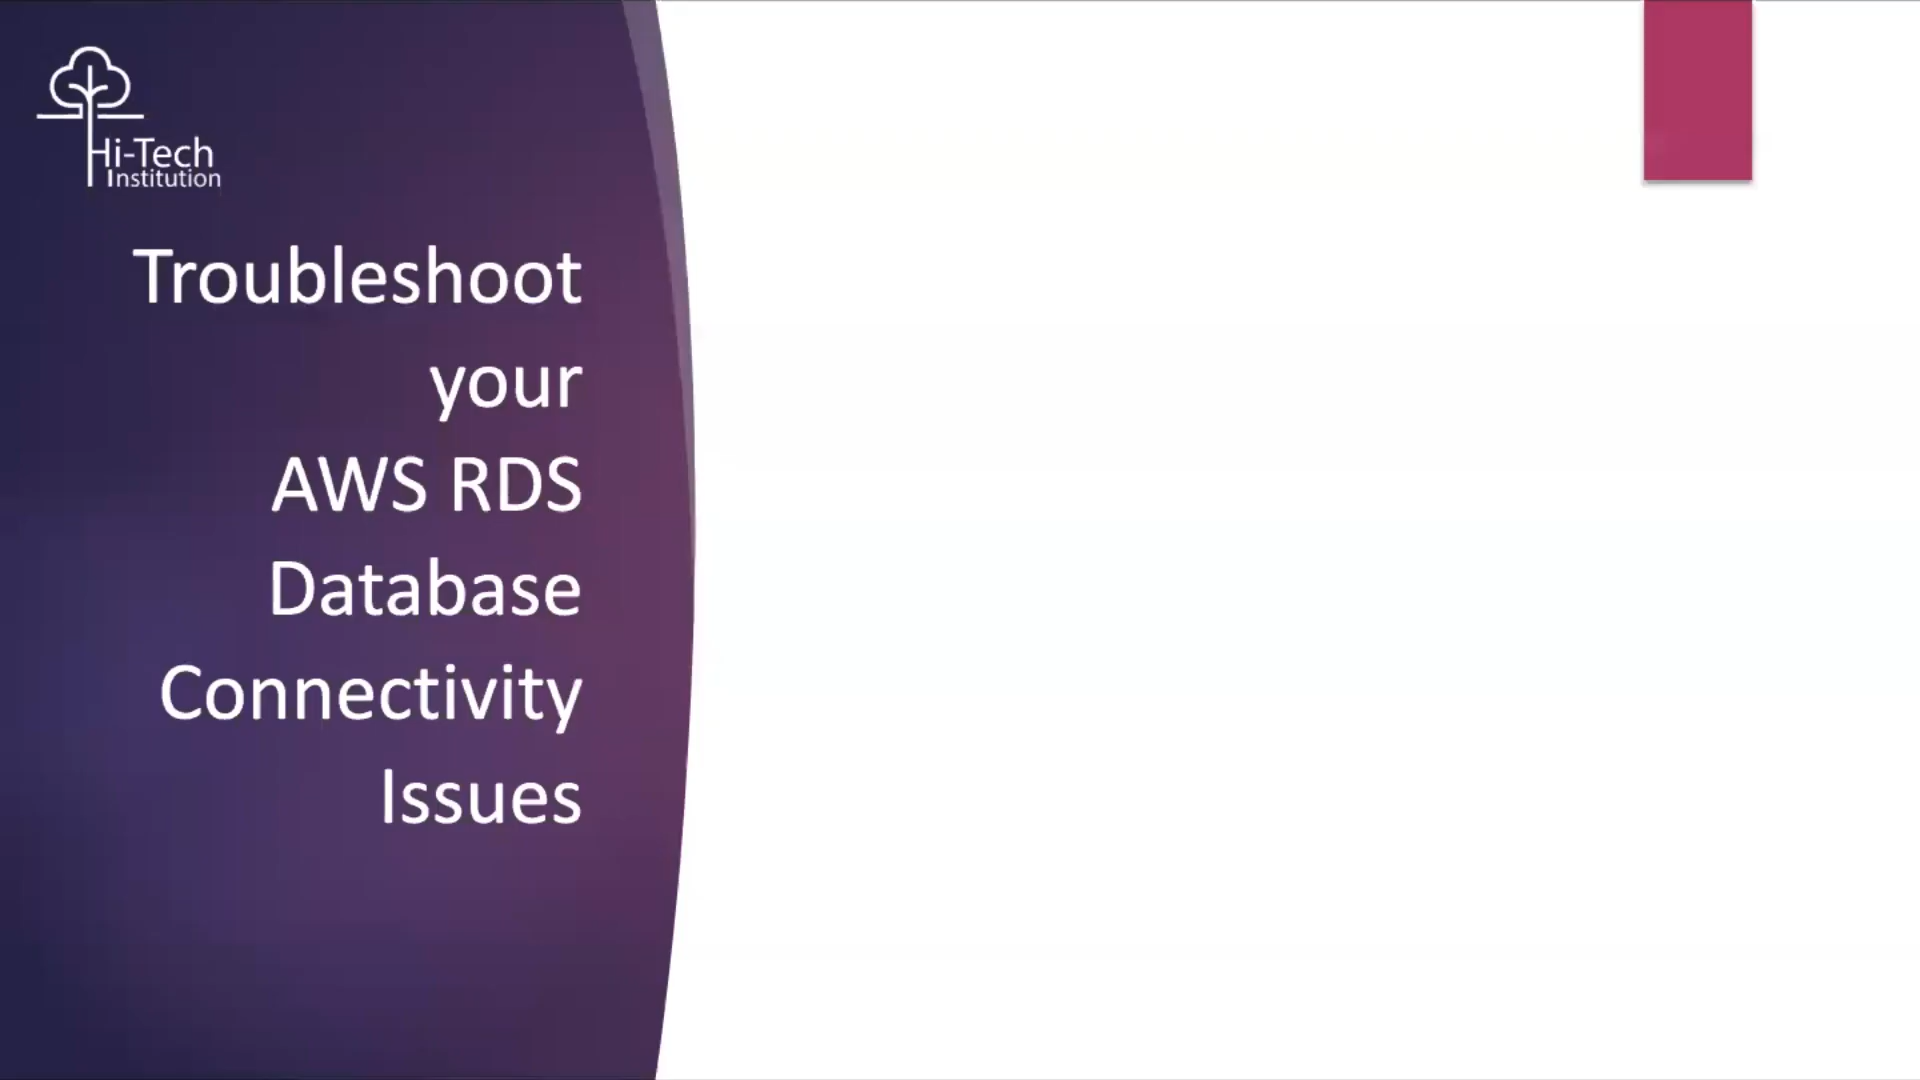 Hi-Tech
Institution
Troubleshoot
your
AWS RDS
Database
Connectivity
Issues